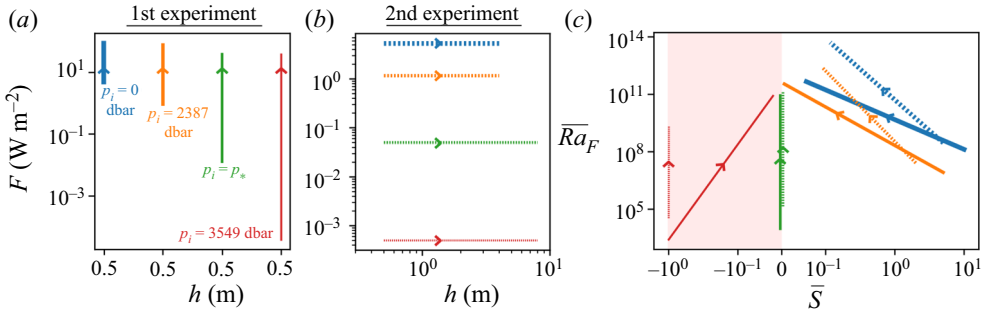 (a) 1st experiment
F (W m⁻²)
10¹
10⁻¹
10⁻³
p_i = 0
dbar
p_i = 2387
dbar
p_i = p_*
p_i = 3549 dbar
0.5 0.5 0.5 0.5
h (m)
(b) 2nd experiment
10⁰
10⁻¹
10⁻²
10⁻³
10⁰ 10¹
h (m)
(c)
R̅a̅_F
10¹⁴
10¹¹
10⁸
10⁵
−10⁰ −10⁻¹ 0 10⁻¹ 10⁰ 10¹
S̅